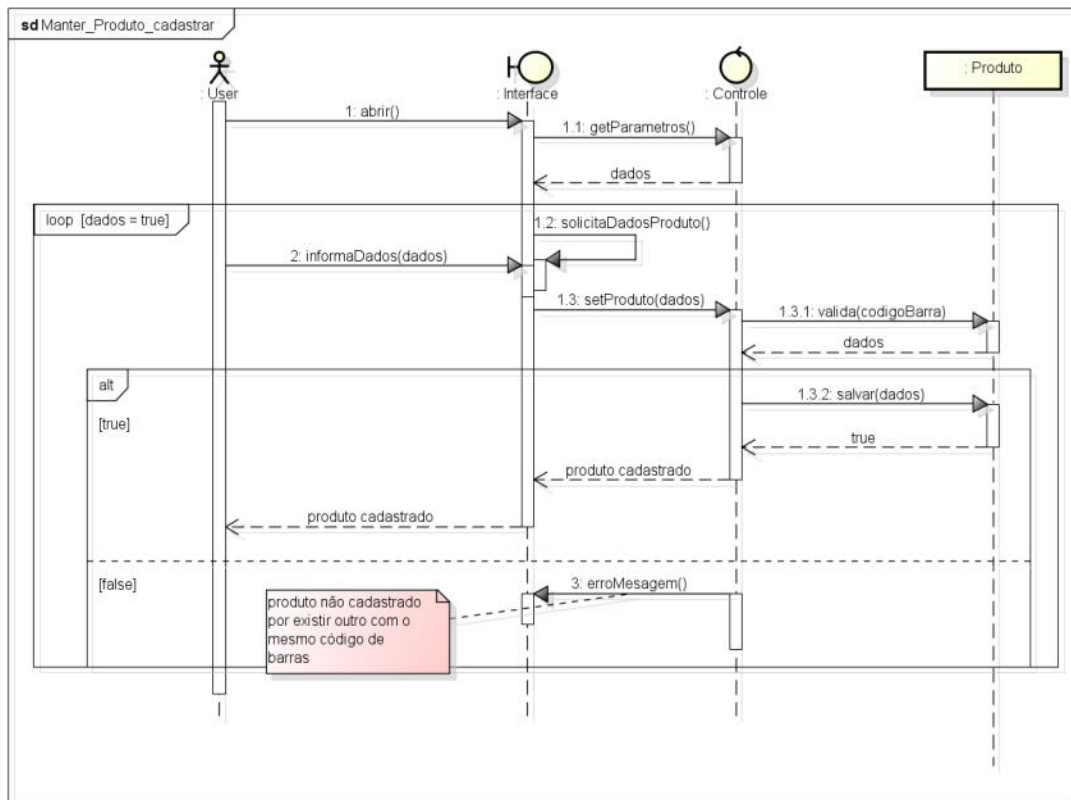 sd Manter_Produto_cadastrar
: User
: Interface
: Controle
: Produto
1: abrir()
1.1: getParametros()
dados
loop [dados = true]
1.2: solicitaDadosProduto()
2: informaDados(dados)
1.3: setProduto(dados)
1.3.1: valida(codigoBarra)
dados
alt
1.3.2: salvar(dados)
[true]
true
produto cadastrado
produto cadastrado
[false]
3: erroMesagem()
produto não cadastrado
por existir outro com o
mesmo código de
barras